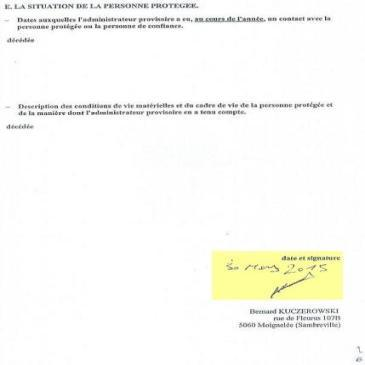 E. LA SITUATION DE LA PERSONNE PROTEGEE.
– Dates auxquelles l'administrateur provisoire a eu, au cours de l'année, un contact avec la
personne protégée ou la personne de confiance.
décédée
– Description des conditions de vie matérielles et du cadre de vie de la personne protégée et
de la manière dont l'administrateur provisoire en a tenu compte.
décédée
date et signature
30 Mars 2015
Bernard KUCZEROWSKI
rue de Fleurus 107B
5060 Moignelée (Sambreville)